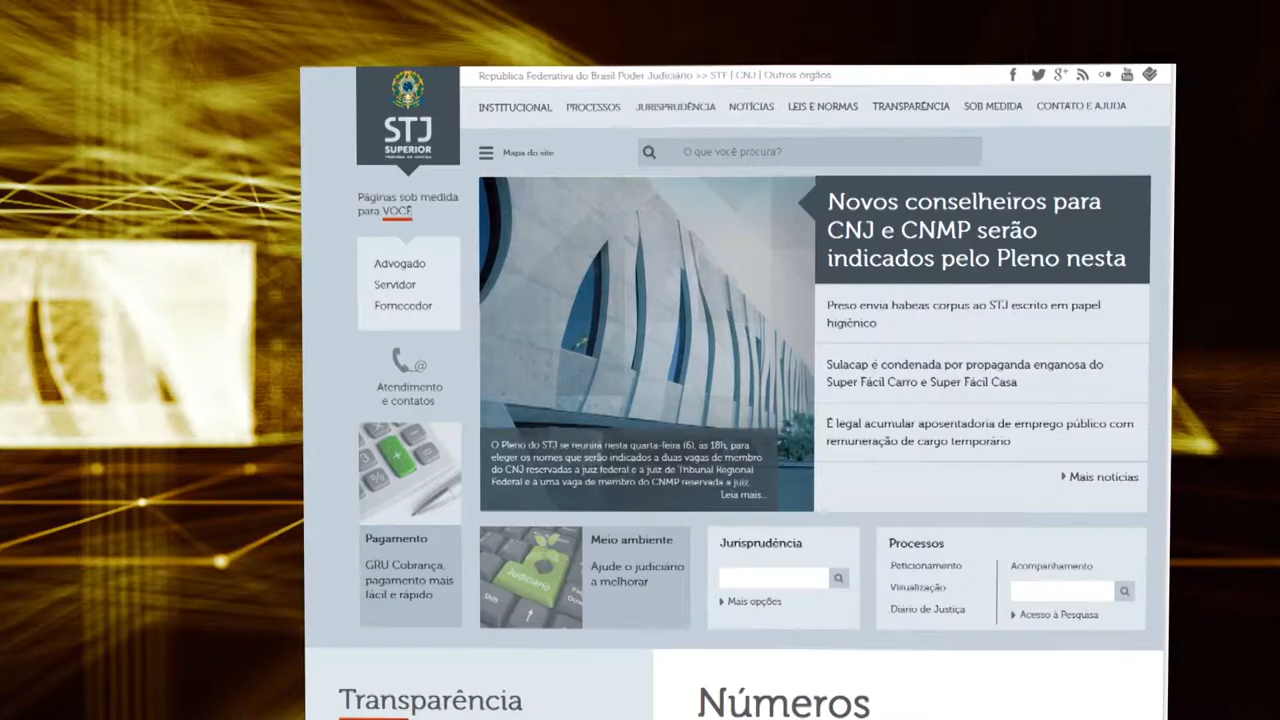 República Federativa do Brasil Poder Judiciário >> STF | CNJ | Outros órgãos
STJ
SUPERIOR
TRIBUNAL DE JUSTIÇA
INSTITUCIONAL PROCESSOS JURISPRUDÊNCIA NOTÍCIAS LEIS E NORMAS TRANSPARÊNCIA SOB MEDIDA CONTATO E AJUDA
Mapa do site
O que você procura?
Páginas sob medida
para VOCÊ
Advogado
Servidor
Fornecedor
Atendimento
e contatos
Novos conselheiros para
CNJ e CNMP serão
indicados pelo Pleno nesta
Preso envia habeas corpus ao STJ escrito em papel
higiênico
Sulacap é condenada por propaganda enganosa do
Super Fácil Carro e Super Fácil Casa
É legal acumular aposentadoria de emprego público com
remuneração de cargo temporário
Mais notícias
O Pleno do STJ se reunirá nesta quarta-feira (6), às 18h, para
eleger os nomes que serão indicados a duas vagas de membro
do CNJ reservadas a juiz federal e a juiz de Tribunal Regional
Federal e a uma vaga de membro do CNMP reservada a juiz
Leia mais...
Pagamento
GRU Cobrança,
pagamento mais
fácil e rápido
Judiciário
Shift
Meio ambiente
Ajude o judiciário
a melhorar
Jurisprudência
Mais opções
Processos
Peticionamento
Visualização
Diário de Justiça
Acompanhamento
Acesso à Pesquisa
Transparência
Números